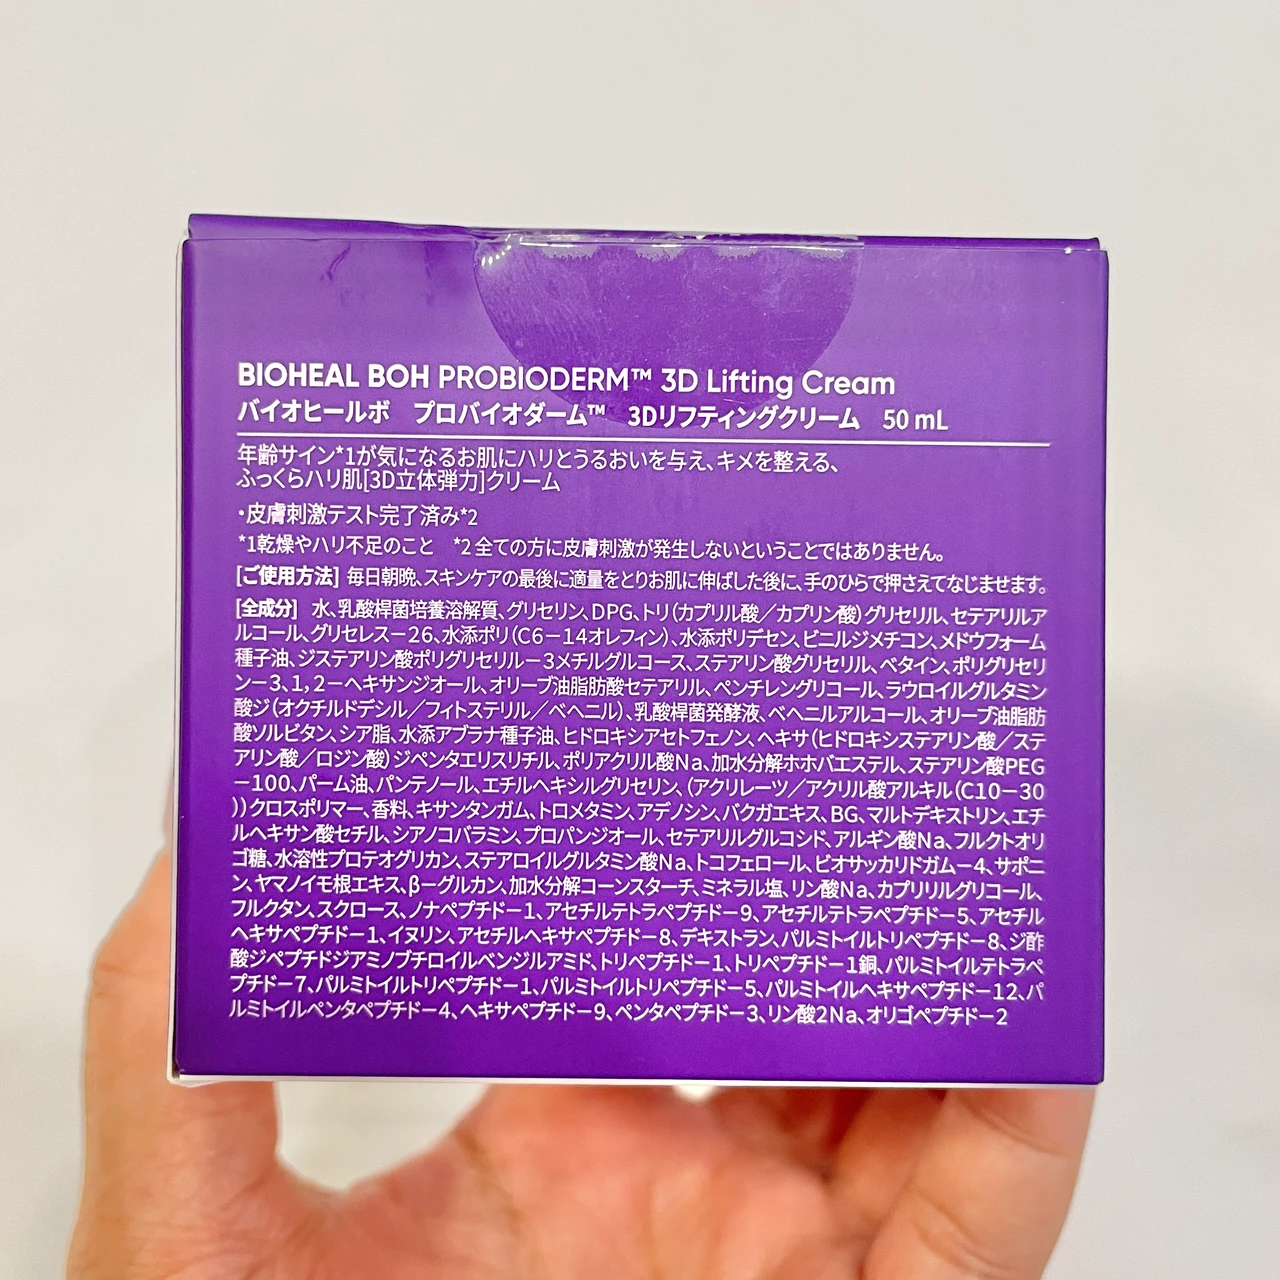 BIOHEAL BOH PROBIODERM™ 3D Lifting Cream
バイオヒールボ　プロバイオダーム™　3Dリフティングクリーム　50 mL
年齢サイン*1が気になるお肌にハリとうるおいを与え、キメを整える、
ふっくらハリ肌[3D立体弾力]クリーム
・皮膚刺激テスト完了済み*2
*1乾燥やハリ不足のこと　*2 全ての方に皮膚刺激が発生しないということではありません。
[ご使用方法] 毎日朝晩、スキンケアの最後に適量をとりお肌に伸ばした後に、手のひらで押さえてなじませます。
[全成分]　水、乳酸桿菌培養溶解質、グリセリン、DPG、トリ（カプリル酸／カプリン酸）グリセリル、セテアリルア
ルコール、グリセレス－26、水添ポリ（C6－14オレフィン）、水添ポリデセン、ビニルジメチコン、メドウフォーム
種子油、ジステアリン酸ポリグリセリル－3メチルグルコース、ステアリン酸グリセリル、ベタイン、ポリグリセリ
ン－3、1，2－ヘキサンジオール、オリーブ油脂肪酸セテアリル、ペンチレングリコール、ラウロイルグルタミン
酸ジ（オクチルドデシル／フィトステリル／ベヘニル）、乳酸桿菌発酵液、ベヘニルアルコール、オリーブ油脂肪
酸ソルビタン、シア脂、水添アブラナ種子油、ヒドロキシアセトフェノン、ヘキサ（ヒドロキシステアリン酸／ステ
アリン酸／ロジン酸）ジペンタエリスリチル、ポリアクリル酸Na、加水分解ホホバエステル、ステアリン酸PEG
－100、パーム油、パンテノール、エチルヘキシルグリセリン、（アクリレーツ／アクリル酸アルキル（C10－30
））クロスポリマー、香料、キサンタンガム、トロメタミン、アデノシン、バクガエキス、BG、マルトデキストリン、エチ
ルヘキサン酸セチル、シアノコバラミン、プロパンジオール、セテアリルグルコシド、アルギン酸Na、フルクトオリ
ゴ糖、水溶性プロテオグリカン、ステアロイルグルタミン酸Na、トコフェロール、ビオサッカリドガム－4、サポニ
ン、ヤマノイモ根エキス、β－グルカン、加水分解コーンスターチ、ミネラル塩、リン酸Na、カプリリルグリコール、
フルクタン、スクロース、ノナペプチド－1、アセチルテトラペプチド－9、アセチルテトラペプチド－5、アセチル
ヘキサペプチド－1、イヌリン、アセチルヘキサペプチド－8、デキストラン、パルミトイルトリペプチド－8、ジ酢
酸ジペプチドジアミノブチロイルベンジルアミド、トリペプチド－1、トリペプチド－1銅、パルミトイルテトラペ
プチド－7、パルミトイルトリペプチド－1、パルミトイルトリペプチド－5、パルミトイルヘキサペプチド－12、パ
ルミトイルペンタペプチド－4、ヘキサペプチド－9、ペンタペプチド－3、リン酸2Na、オリゴペプチド－2